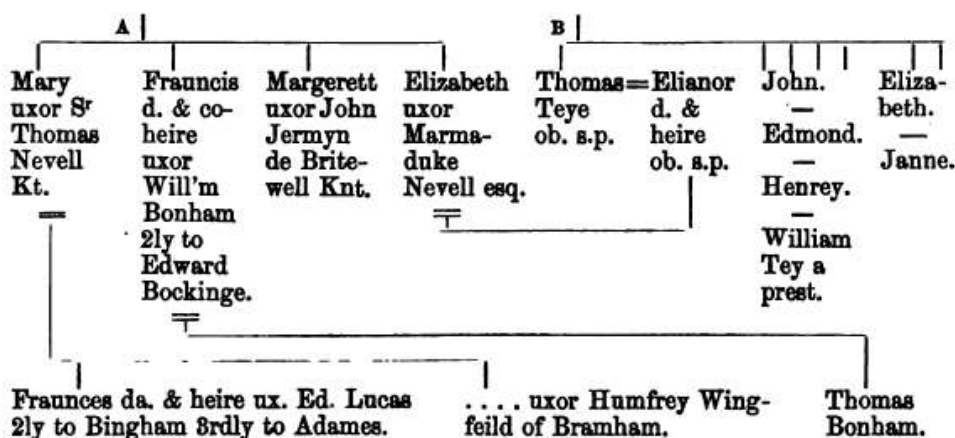 A
B
Mary
uxor Sʳ
Thomas
Nevell
Kt.
Frauncis
d. & co-
heire
uxor
Will'm
Bonham
2ly to
Edward
Bockinge.
Margerett
uxor John
Jermyn
de Brite-
well Knt.
Elizabeth
uxor
Marma-
duke
Nevell esq.
Thomas=Elianor
Teye
ob. s.p.
d. &
heire
ob. s.p.
John.
—
Edmond.
—
Henrey.
—
William
Tey a
prest.
Eliza-
beth.
—
Janne.
Fraunces da. & heire ux. Ed. Lucas
2ly to Bingham 3rdly to Adames.
. . . . uxor Humfrey Wing-
feild of Bramham.
Thomas
Bonham.